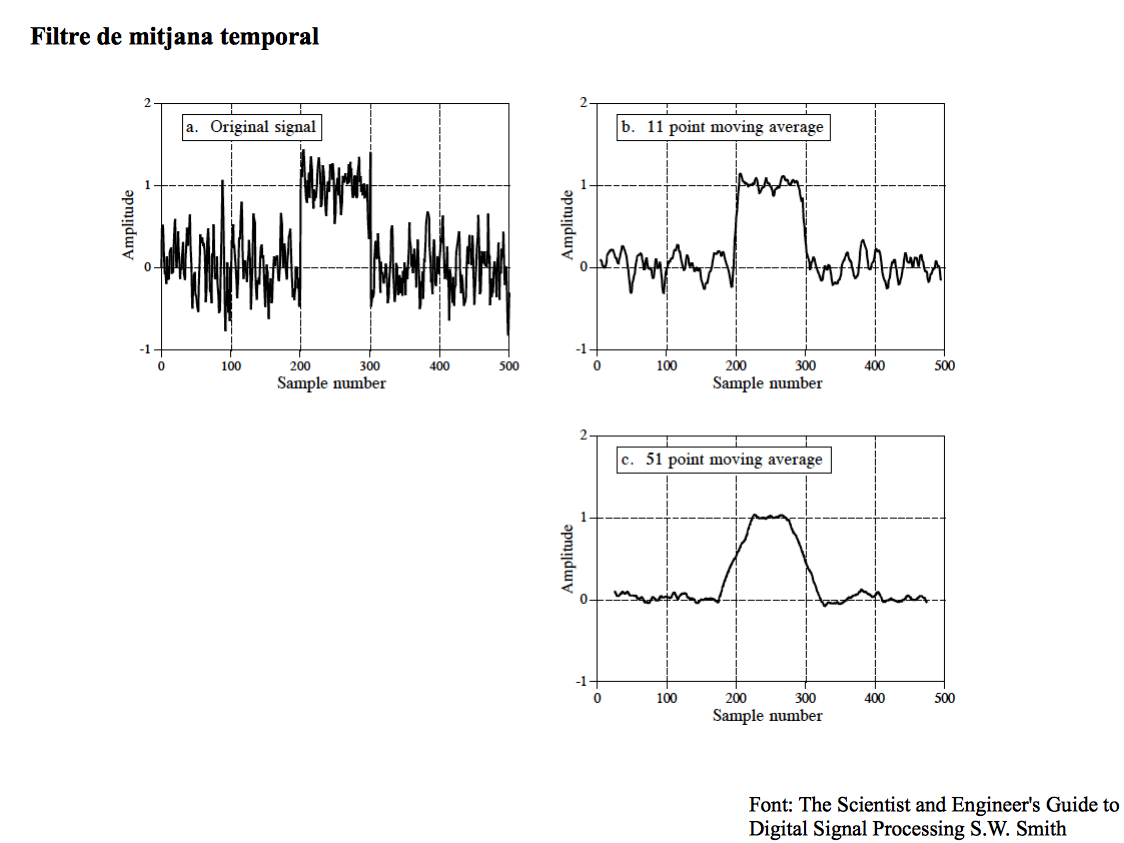 Filtre de mitjana temporal
2
a. Original signal
1
Amplitude
0
-1
0 100 200 300 400 500
Sample number
2
b. 11 point moving average
1
Amplitude
0
-1
0 100 200 300 400 500
Sample number
2
c. 51 point moving average
1
Amplitude
0
-1
0 100 200 300 400 500
Sample number
Font: The Scientist and Engineer's Guide to
Digital Signal Processing S.W. Smith